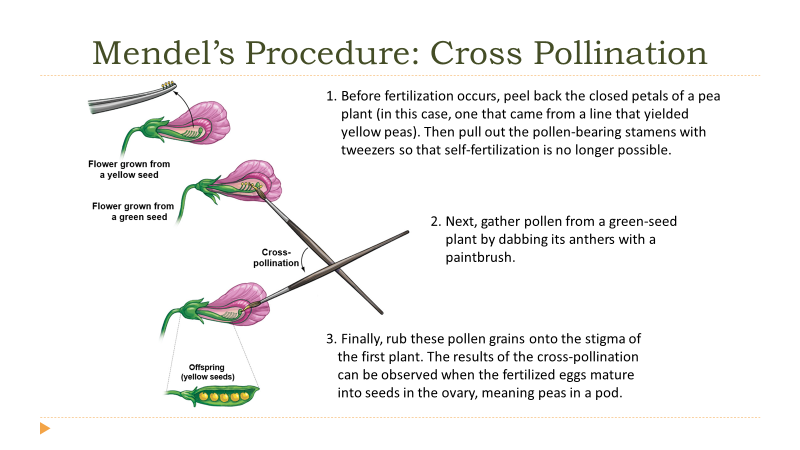 Mendel’s Procedure: Cross Pollination
1. Before fertilization occurs, peel back the closed petals of a pea
plant (in this case, one that came from a line that yielded
yellow peas). Then pull out the pollen-bearing stamens with
tweezers so that self-fertilization is no longer possible.
Flower grown from
a yellow seed
Flower grown from
a green seed
2. Next, gather pollen from a green-seed
plant by dabbing its anthers with a
paintbrush.
Cross-
pollination
3. Finally, rub these pollen grains onto the stigma of
the first plant. The results of the cross-pollination
can be observed when the fertilized eggs mature
into seeds in the ovary, meaning peas in a pod.
Offspring
(yellow seeds)